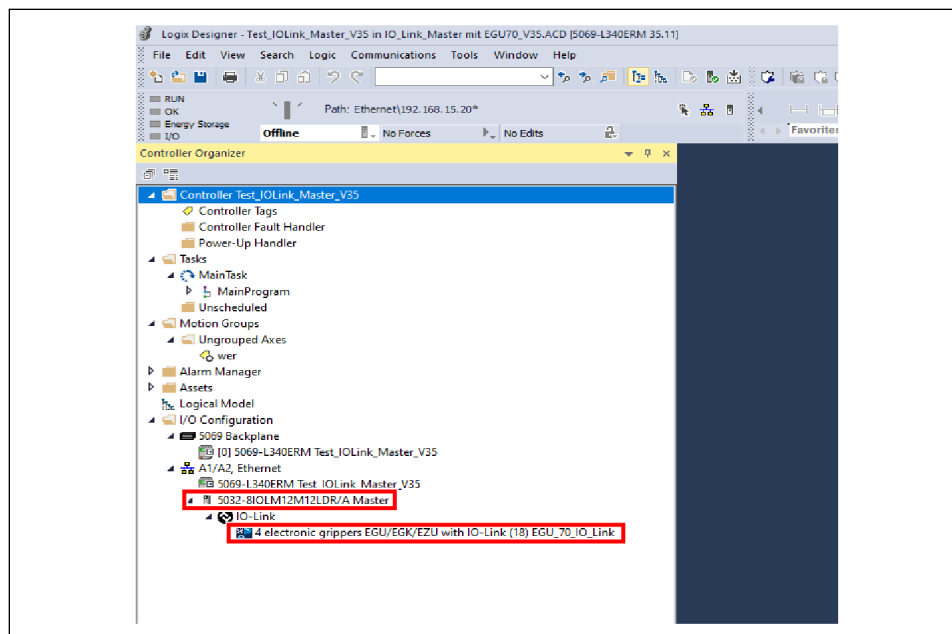 Logix Designer - Test_IOLink_Master_V35 in IO_Link_Master mit EGU70_V35.ACD [5069-L340ERM 35.11]
File Edit View Search Logic Communications Tools Window Help
RUN
OK
Energy Storage
I/O
Path: Ethernet\192.168.15.20*
Offline No Forces No Edits
Favorites
Controller Organizer
Controller Test_IOLink_Master_V35
Controller Tags
Controller Fault Handler
Power-Up Handler
Tasks
MainTask
MainProgram
Unscheduled
Motion Groups
Ungrouped Axes
wer
Alarm Manager
Assets
Logical Model
I/O Configuration
5069 Backplane
[0] 5069-L340ERM Test_IOLink_Master_V35
A1/A2, Ethernet
5069-L340ERM Test_IOLink_Master_V35
5032-8IOLM12M12LDR/A Master
IO-Link
4 electronic grippers EGU/EGK/EZU with IO-Link (18) EGU_70_IO_Link